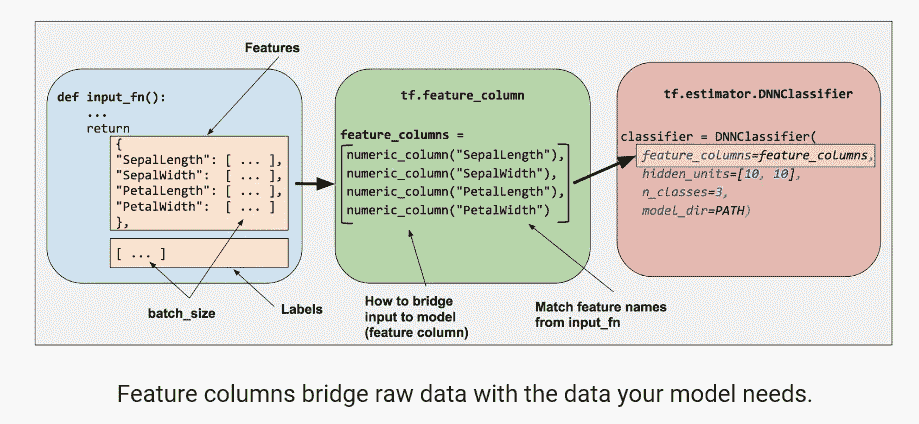 Features
def input_fn():
...
return
{
"SepalLength": [ ... ],
"SepalWidth": [ ... ],
"PetalLength": [ ... ],
"PetalWidth": [ ... ]
},
[ ... ]
batch_size
Labels
tf.feature_column
feature_columns =
numeric_column("SepalLength"),
numeric_column("SepalWidth"),
numeric_column("PetalLength"),
numeric_column("PetalWidth")
How to bridge
input to model
(feature column)
Match feature names
from input_fn
tf.estimator.DNNClassifier
classifier = DNNClassifier(
feature_columns=feature_columns,
hidden_units=[10, 10],
n_classes=3,
model_dir=PATH)
Feature columns bridge raw data with the data your model needs.